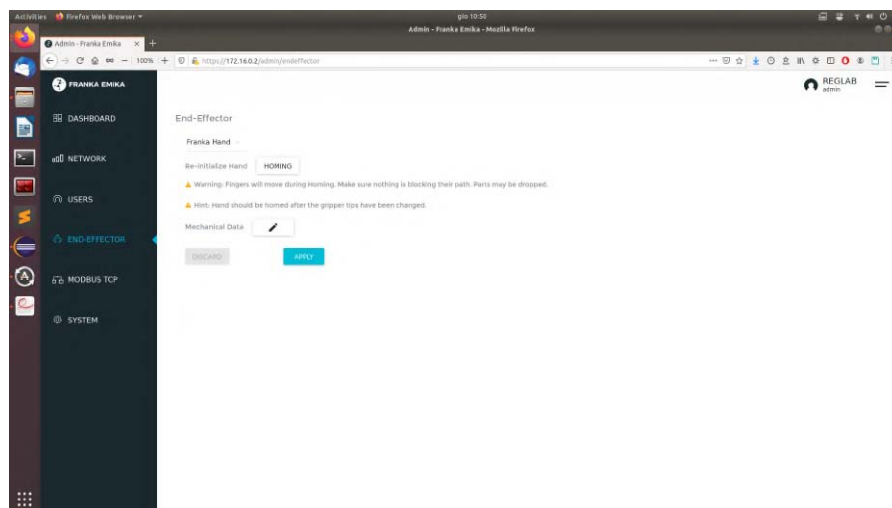 Activities Firefox Web Browser
gio 10:50
Admin - Franka Emika - Mozilla Firefox
Admin - Franka Emika
100%
https://172.16.0.2/admin/endeffector
FRANKA EMIKA
REGLAB
admin
DASHBOARD
NETWORK
USERS
END-EFFECTOR
MODBUS TCP
SYSTEM
End-Effector
Franka Hand
Re-initialize Hand HOMING
Warning: Fingers will move during Homing. Make sure nothing is blocking their path. Parts may be dropped.
Hint: Hand should be homed after the gripper tips have been changed.
Mechanical Data
DISCARD APPLY